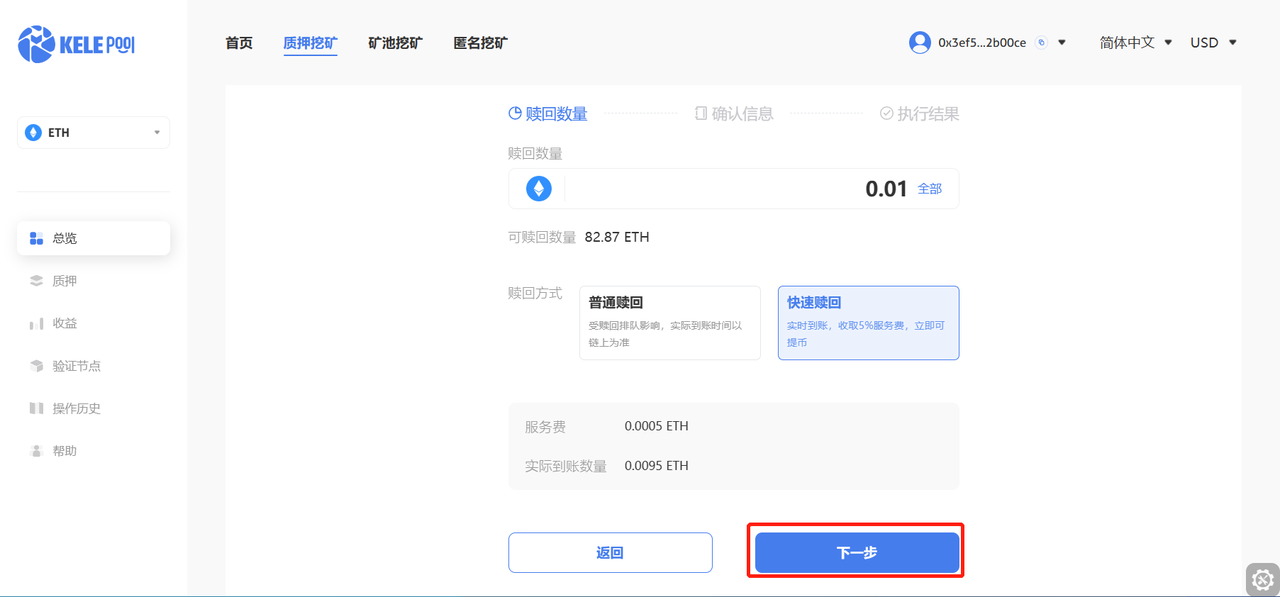 KELE POOL
首页
质押挖矿
矿池挖矿
匿名挖矿
0x3ef5...2b00ce
简体中文
USD
ETH
总览
质押
收益
验证节点
操作历史
帮助
赎回数量
确认信息
执行结果
赎回数量
0.01 全部
可赎回数量 82.87 ETH
赎回方式
普通赎回
受赎回排队影响，实际到账时间以
链上为准
快速赎回
实时到账，收取5%服务费，立即可
提币
服务费 0.0005 ETH
实际到账数量 0.0095 ETH
返回
下一步